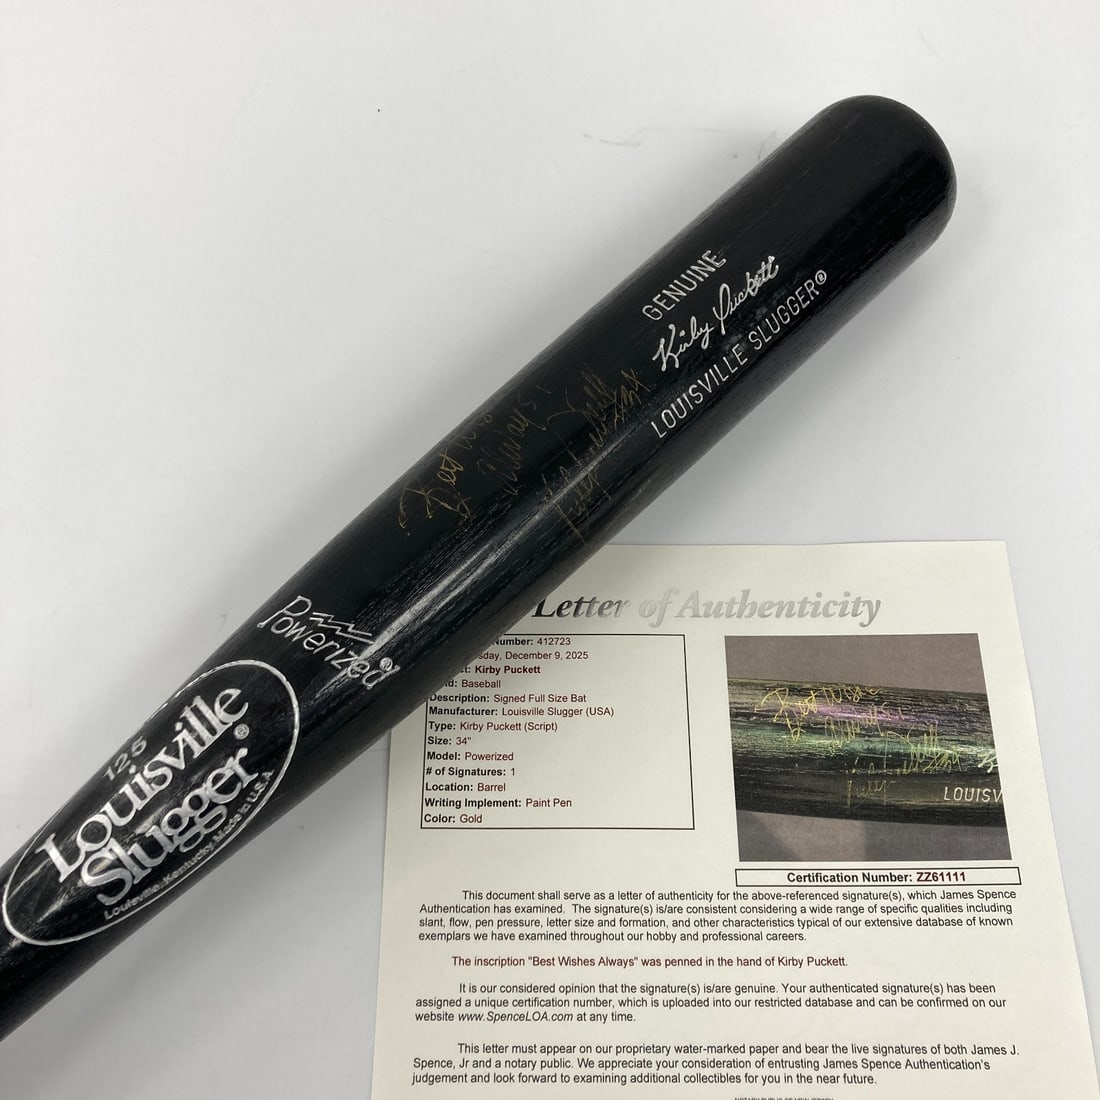 GENUINE
Kirby Puckett
LOUISVILLE SLUGGER®
Best Wis
Always!
Powerized®
125
Louisville
Slugger®
Louisville, Kentucky Made in U.S.A
Letter of Authenticity
Number: 412723
sday, December 9, 2025
t: Kirby Puckett
d: Baseball
Description: Signed Full Size Bat
Manufacturer: Louisville Slugger (USA)
Type: Kirby Puckett (Script)
Size: 34"
Model: Powerized
# of Signatures: 1
Location: Barrel
Writing Implement: Paint Pen
Color: Gold
Best Wishes
Always!
LOUISV
Certification Number: ZZ61111
This document shall serve as a letter of authenticity for the above-referenced signature(s), which James Spence
Authentication has examined. The signature(s) is/are consistent considering a wide range of specific qualities including
slant, flow, pen pressure, letter size and formation, and other characteristics typical of our extensive database of known
exemplars we have examined throughout our hobby and professional careers.
The inscription "Best Wishes Always" was penned in the hand of Kirby Puckett.
It is our considered opinion that the signature(s) is/are genuine. Your authenticated signature(s) has been
assigned a unique certification number, which is uploaded into our restricted database and can be confirmed on our
website www.SpenceLOA.com at any time.
This letter must appear on our proprietary water-marked paper and bear the live signatures of both James J.
Spence, Jr and a notary public. We appreciate your consideration of entrusting James Spence Authentication's
judgement and look forward to examining additional collectibles for you in the near future.